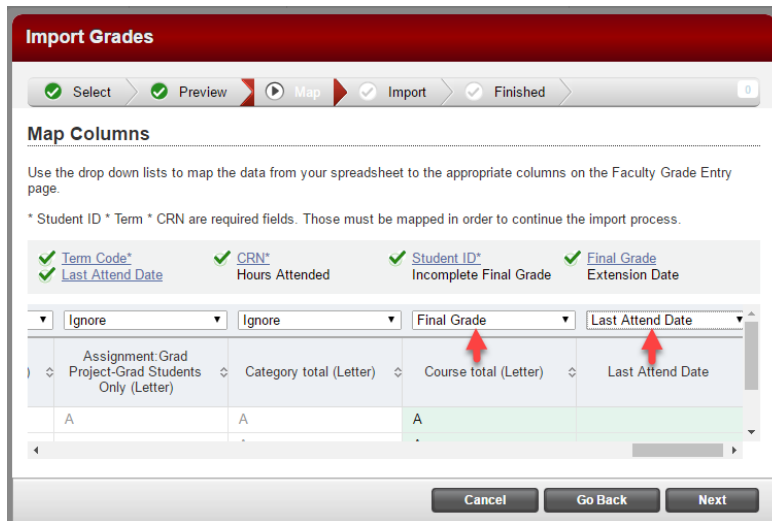 Import Grades
Select Preview Map Import Finished 0
Map Columns
Use the drop down lists to map the data from your spreadsheet to the appropriate columns on the Faculty Grade Entry
page.
* Student ID * Term * CRN are required fields. Those must be mapped in order to continue the import process.
Term Code* CRN* Student ID* Final Grade
Last Attend Date Hours Attended Incomplete Final Grade Extension Date
Ignore Ignore Final Grade Last Attend Date
Assignment:Grad
) Project-Grad Students Category total (Letter) Course total (Letter) Last Attend Date
Only (Letter)
A A A
Cancel Go Back Next